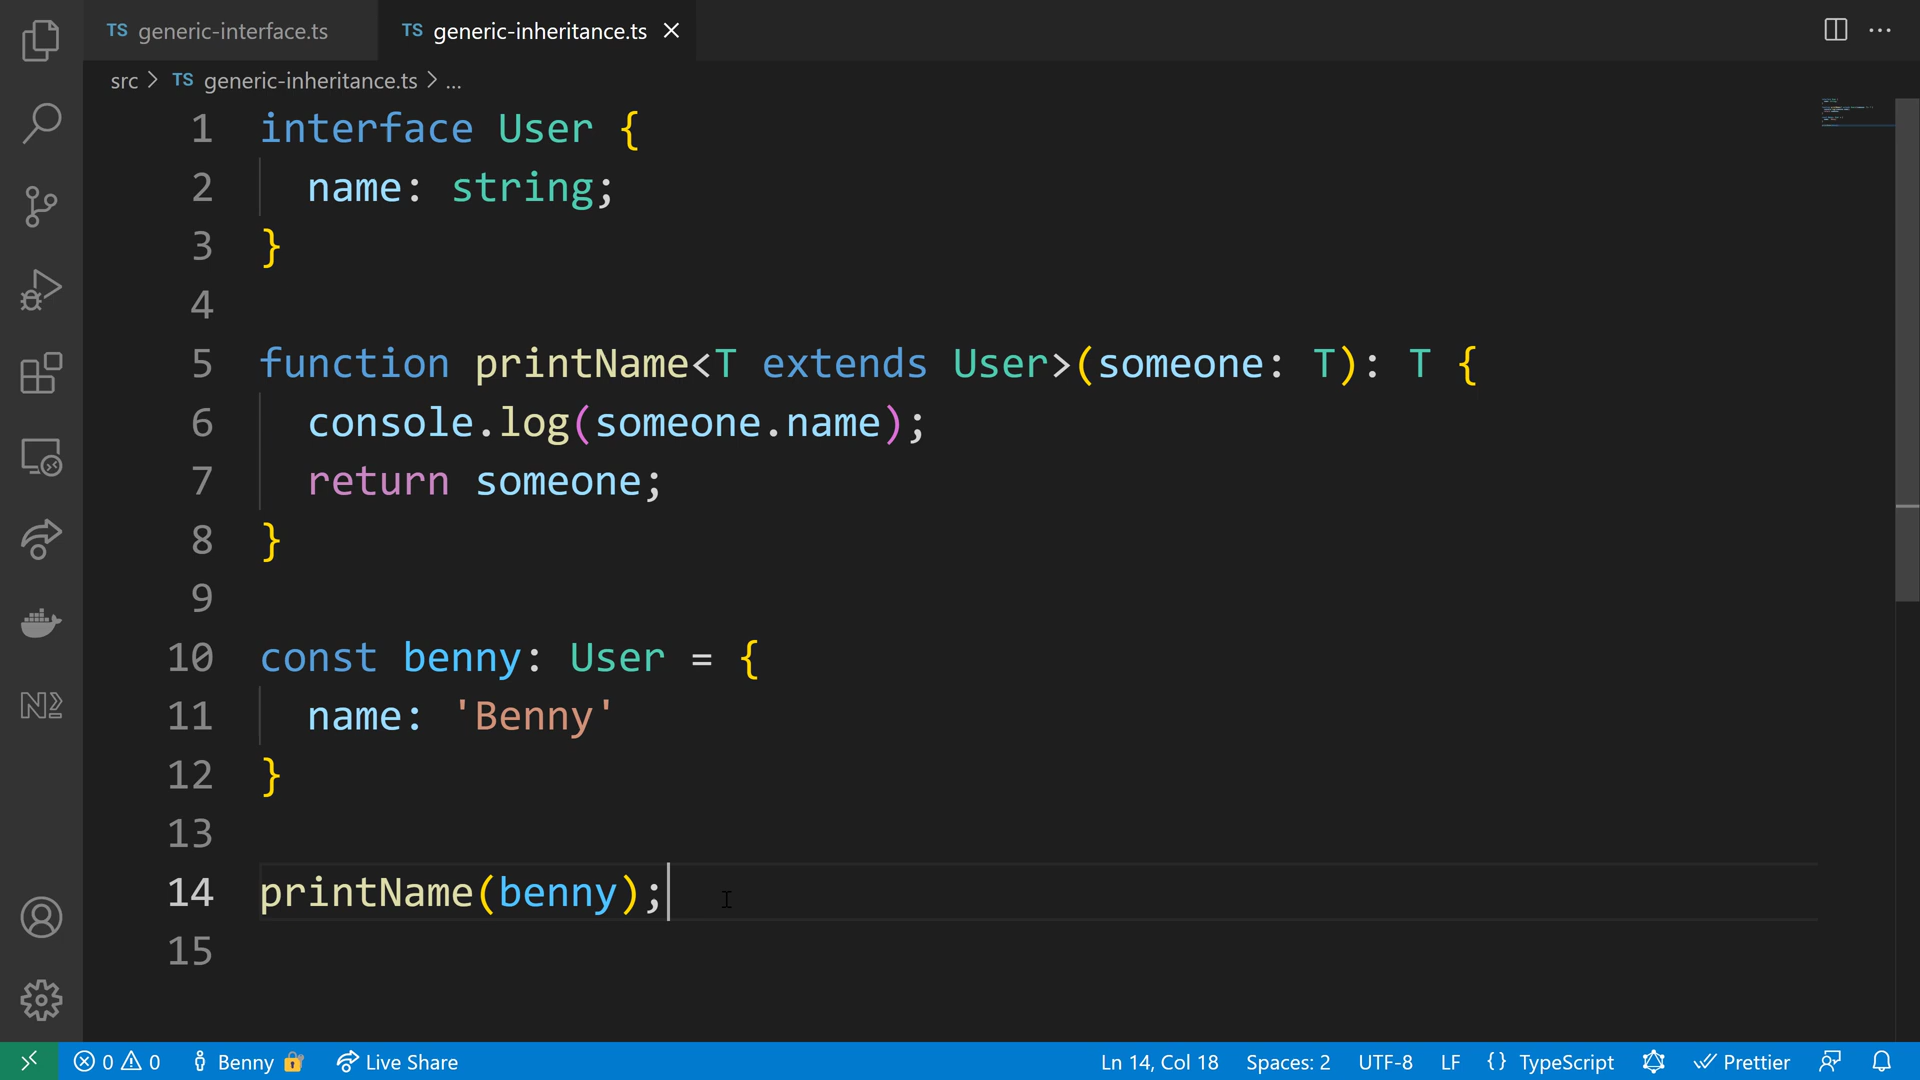 TS generic-interface.ts TS generic-inheritance.ts
src > TS generic-inheritance.ts > ...
1 interface User {
2   name: string;
3 }
4
5 function printName<T extends User>(someone: T): T {
6   console.log(someone.name);
7   return someone;
8 }
9
10 const benny: User = {
11   name: 'Benny'
12 }
13
14 printName(benny);
15
0 0 Benny Live Share Ln 14, Col 18 Spaces: 2 UTF-8 LF {} TypeScript Prettier